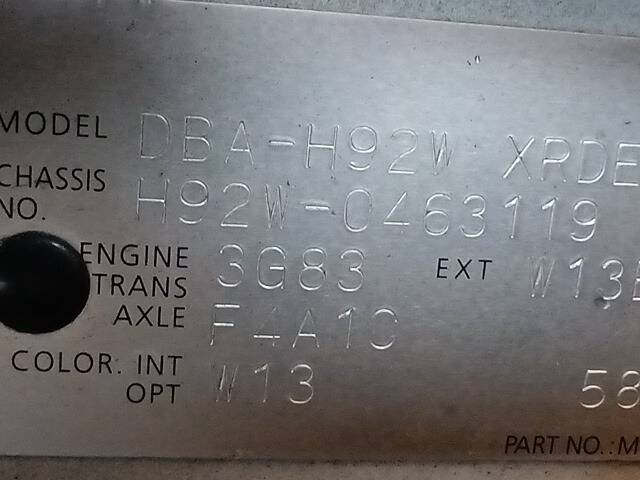 MODEL DBA-H92W XRDE
CHASSIS NO. H92W-0463119
ENGINE 3G83 EXT W13
TRANS AXLE F4A1C
COLOR. INT OPT W13 58
PART NO.: M